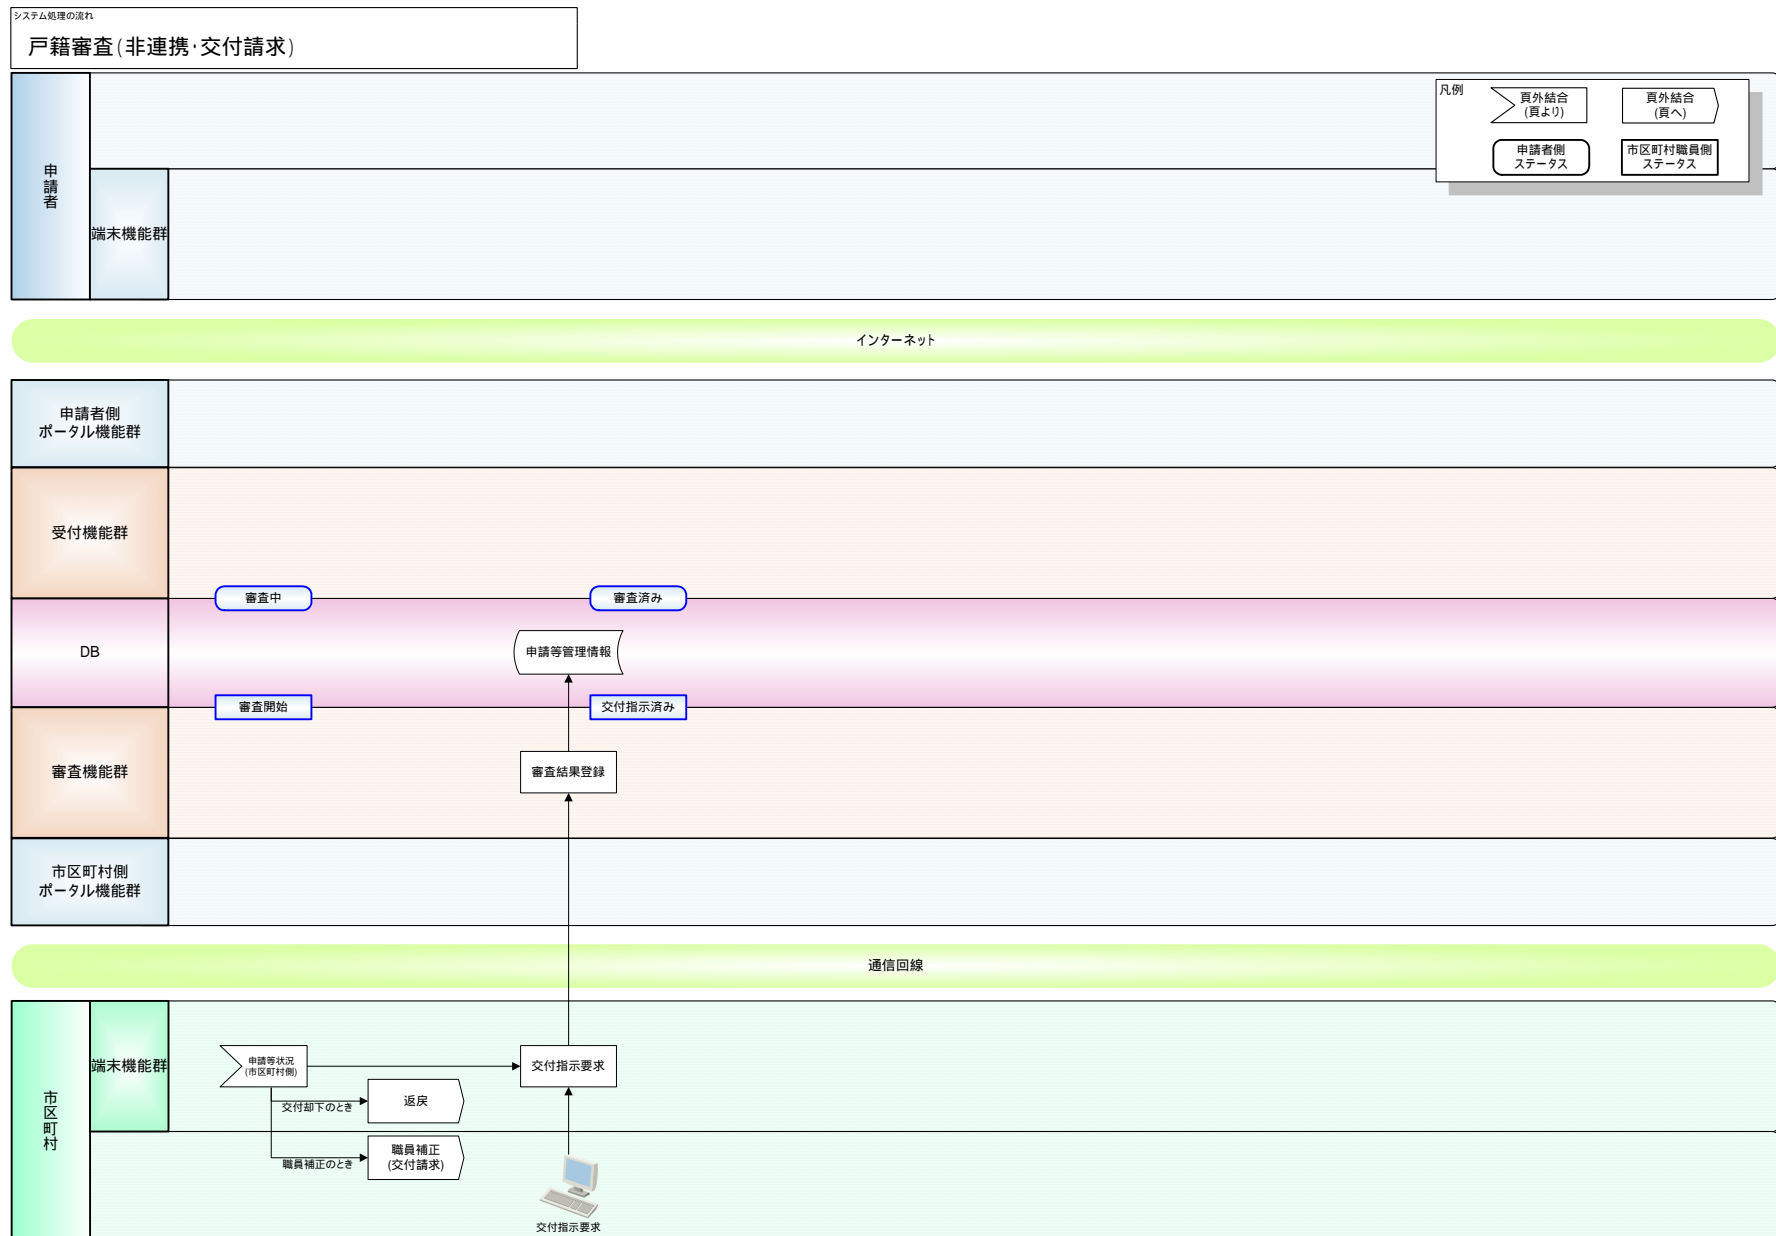 システム処理の流れ
戸籍審査(非連携･交付請求)
凡例
頁外結合
(頁より)
頁外結合
(頁へ)
申請者側
ステータス
市区町村職員側
ステータス
申請者
端末機能群
インターネット
申請者側
ポータル機能群
受付機能群
審査中
審査済み
DB
申請等管理情報
審査開始
交付指示済み
審査機能群
審査結果登録
市区町村側
ポータル機能群
通信回線
市区町村
端末機能群
申請等状況
(市区町村側)
交付指示要求
交付却下のとき
返戻
職員補正のとき
職員補正
(交付請求)
交付指示要求